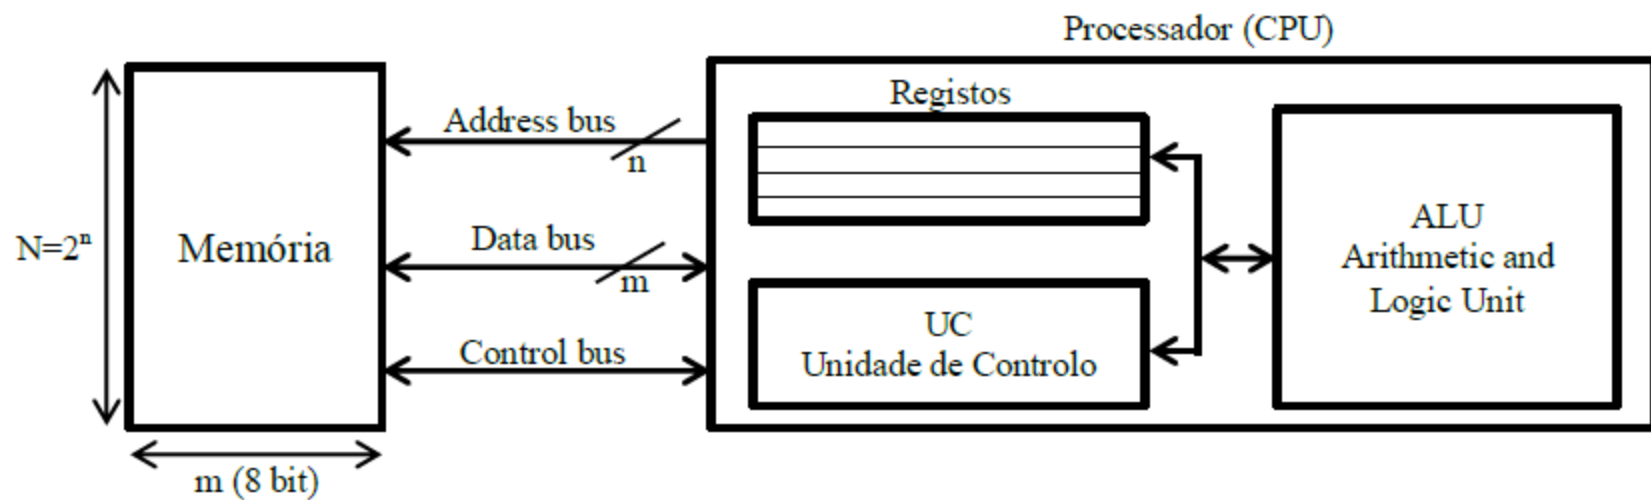 Processador (CPU)
Registos
Address bus
n
N=2ⁿ
Memória
Data bus
m
Control bus
UC
Unidade de Controlo
ALU
Arithmetic and
Logic Unit
m (8 bit)